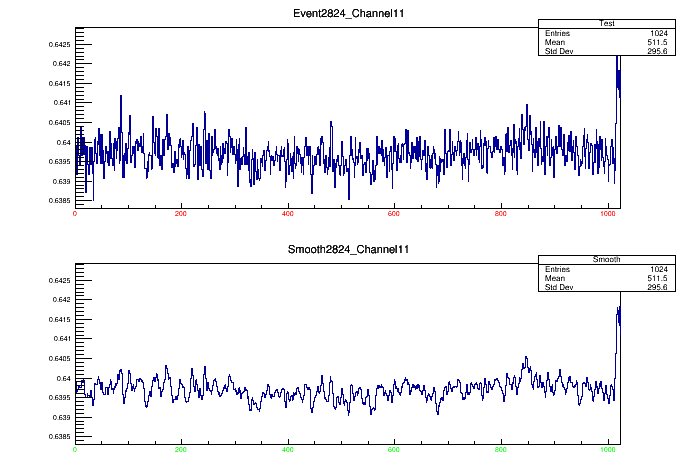 Event2824_Channel11
Test
Entries 1024
Mean 511.5
Std Dev 295.6
0.6425
0.642
0.6415
0.641
0.6405
0.64
0.6395
0.639
0.6385
0 200 400 600 800 1000
Smooth2824_Channel11
Smooth
Entries 1024
Mean 511.5
Std Dev 295.6
0.6425
0.642
0.6415
0.641
0.6405
0.64
0.6395
0.639
0.6385
0 200 400 600 800 1000